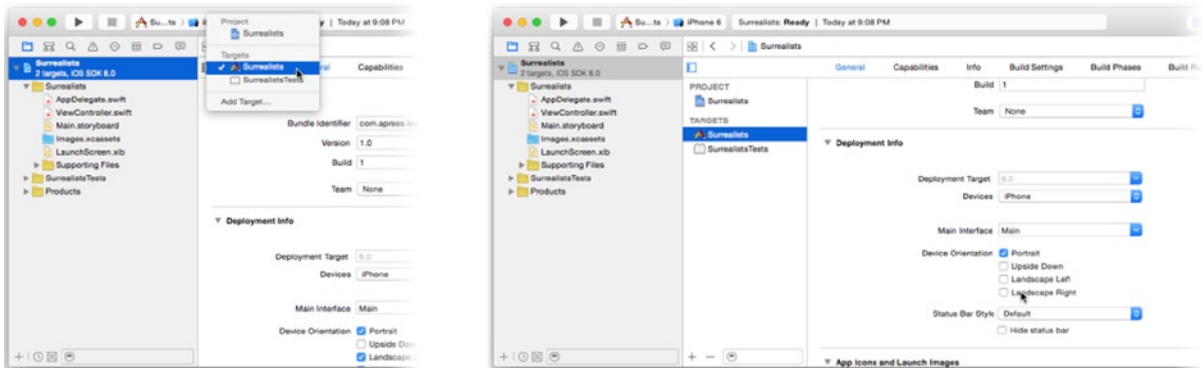 Project
Surrealists
Targets
Surrealists
SurrealistsTests
Add Target...
Su...ts
Today at 9:08 PM
Surrealists
2 targets, iOS SDK 8.0
Surrealists
AppDelegate.swift
ViewController.swift
Main.storyboard
Images.xcassets
LaunchScreen.xib
Supporting Files
SurrealistsTests
Products
Capabilities
Bundle Identifier com.apress.
Version 1.0
Build 1
Team None
Deployment Info
Deployment Target 8.0
Devices iPhone
Main Interface Main
Device Orientation Portrait
Upside Do
Landscape
Su...ts iPhone 6 Surrealists: Ready | Today at 9:08 PM
Surrealists
Surrealists
2 targets, iOS SDK 8.0
Surrealists
AppDelegate.swift
ViewController.swift
Main.storyboard
Images.xcassets
LaunchScreen.xib
Supporting Files
SurrealistsTests
Products
General Capabilities Info Build Settings Build Phases Build
PROJECT
Surrealists
TARGETS
Surrealists
SurrealistsTests
Build 1
Team None
Deployment Info
Deployment Target 8.0
Devices iPhone
Main Interface Main
Device Orientation Portrait
Upside Down
Landscape Left
Landscape Right
Status Bar Style Default
Hide status bar
App Icons and Launch Images